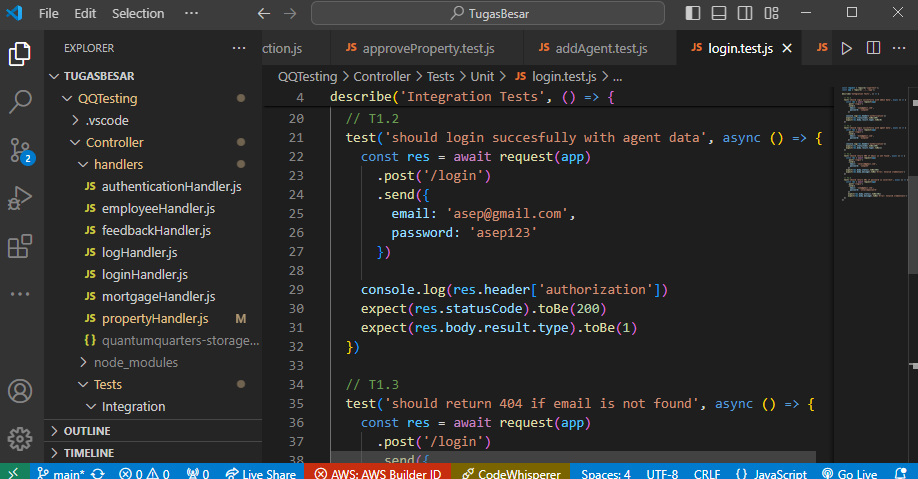 File Edit Selection ··· TugasBesar
EXPLORER ···
TUGASBESAR
QQTesting
.vscode
Controller
handlers
JS authenticationHandler.js
JS employeeHandler.js
JS feedbackHandler.js
JS logHandler.js
JS loginHandler.js
JS mortgageHandler.js
JS propertyHandler.js M
{} quantumquarters-storage...
node_modules
Tests
Integration
OUTLINE
TIMELINE
2
ction.js JS approveProperty.test.js JS addAgent.test.js JS login.test.js JS ···
QQTesting > Controller > Tests > Unit > JS login.test.js > ...
4 describe('Integration Tests', () => {
20 // T1.2
21 test('should login succesfully with agent data', async () => {
22 const res = await request(app)
23 .post('/login')
24 .send({
25 email: 'asep@gmail.com',
26 password: 'asep123'
27 })
28
29 console.log(res.header['authorization'])
30 expect(res.statusCode).toBe(200)
31 expect(res.body.result.type).toBe(1)
32 })
33
34 // T1.3
35 test('should return 404 if email is not found', async () => {
36 const res = await request(app)
37 .post('/login')
38 .send({
main* 0 0 0 Live Share AWS: AWS Builder ID CodeWhisperer Spaces: 4 UTF-8 CRLF {} JavaScript Go Live